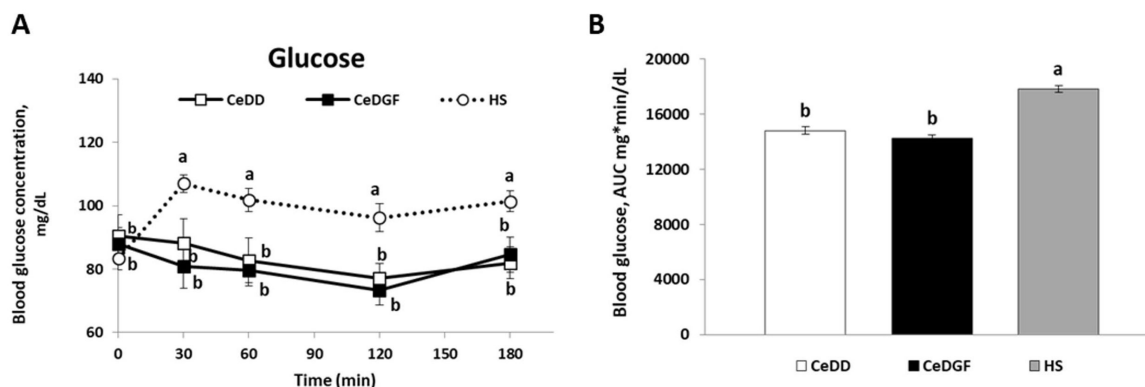 A
Glucose
CeDD CeDGF HS
Blood glucose concentration,
mg/dL
140
120
100
80
60
a
a
a
a
b
b
b
b
b
b
b
b
b
b
0 30 60 90 120 150 180
Time (min)
B
Blood glucose, AUC mg*min/dL
20000
16000
12000
8000
4000
0
b
b
a
CeDD CeDGF HS